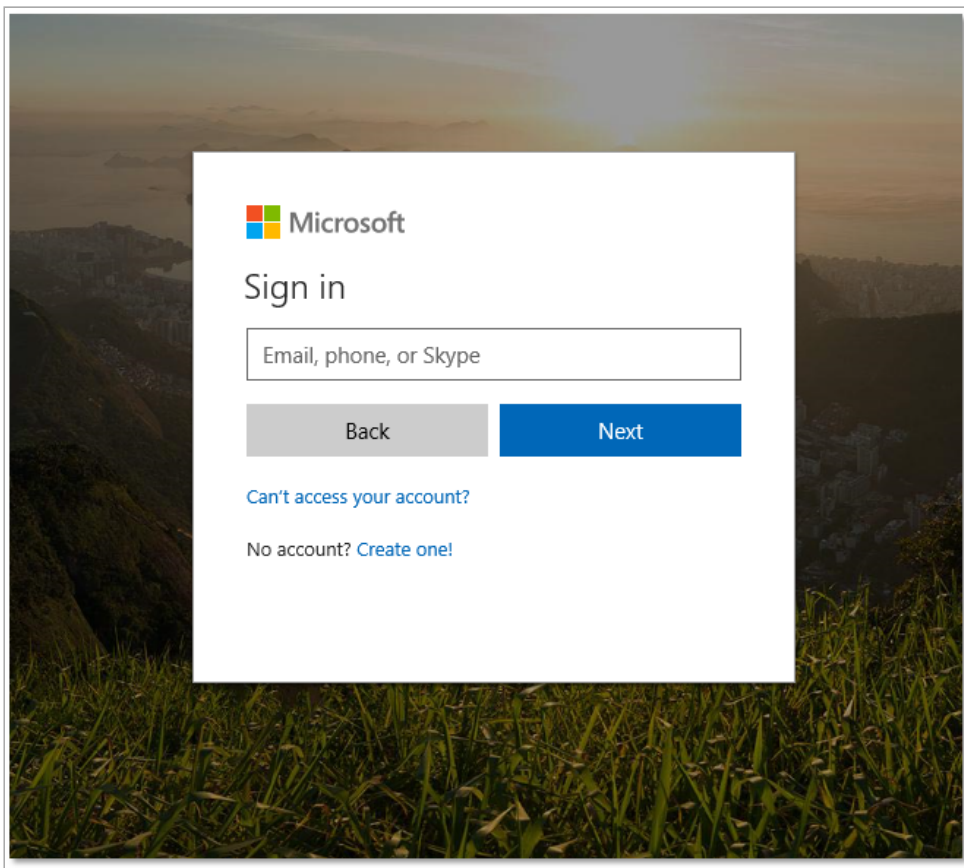 Microsoft
Sign in
Email, phone, or Skype
Back Next
Can't access your account?
No account? Create one!